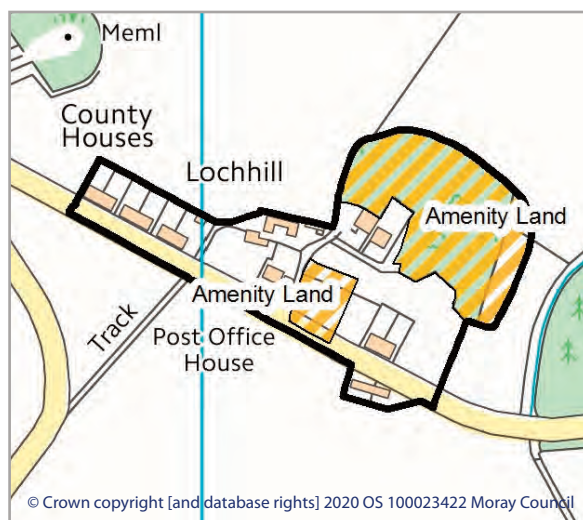 Meml
County
Houses
Lochhill
Amenity Land
Amenity Land
Track
Post Office
House
© Crown copyright [and database rights] 2020 OS 100023422 Moray Council